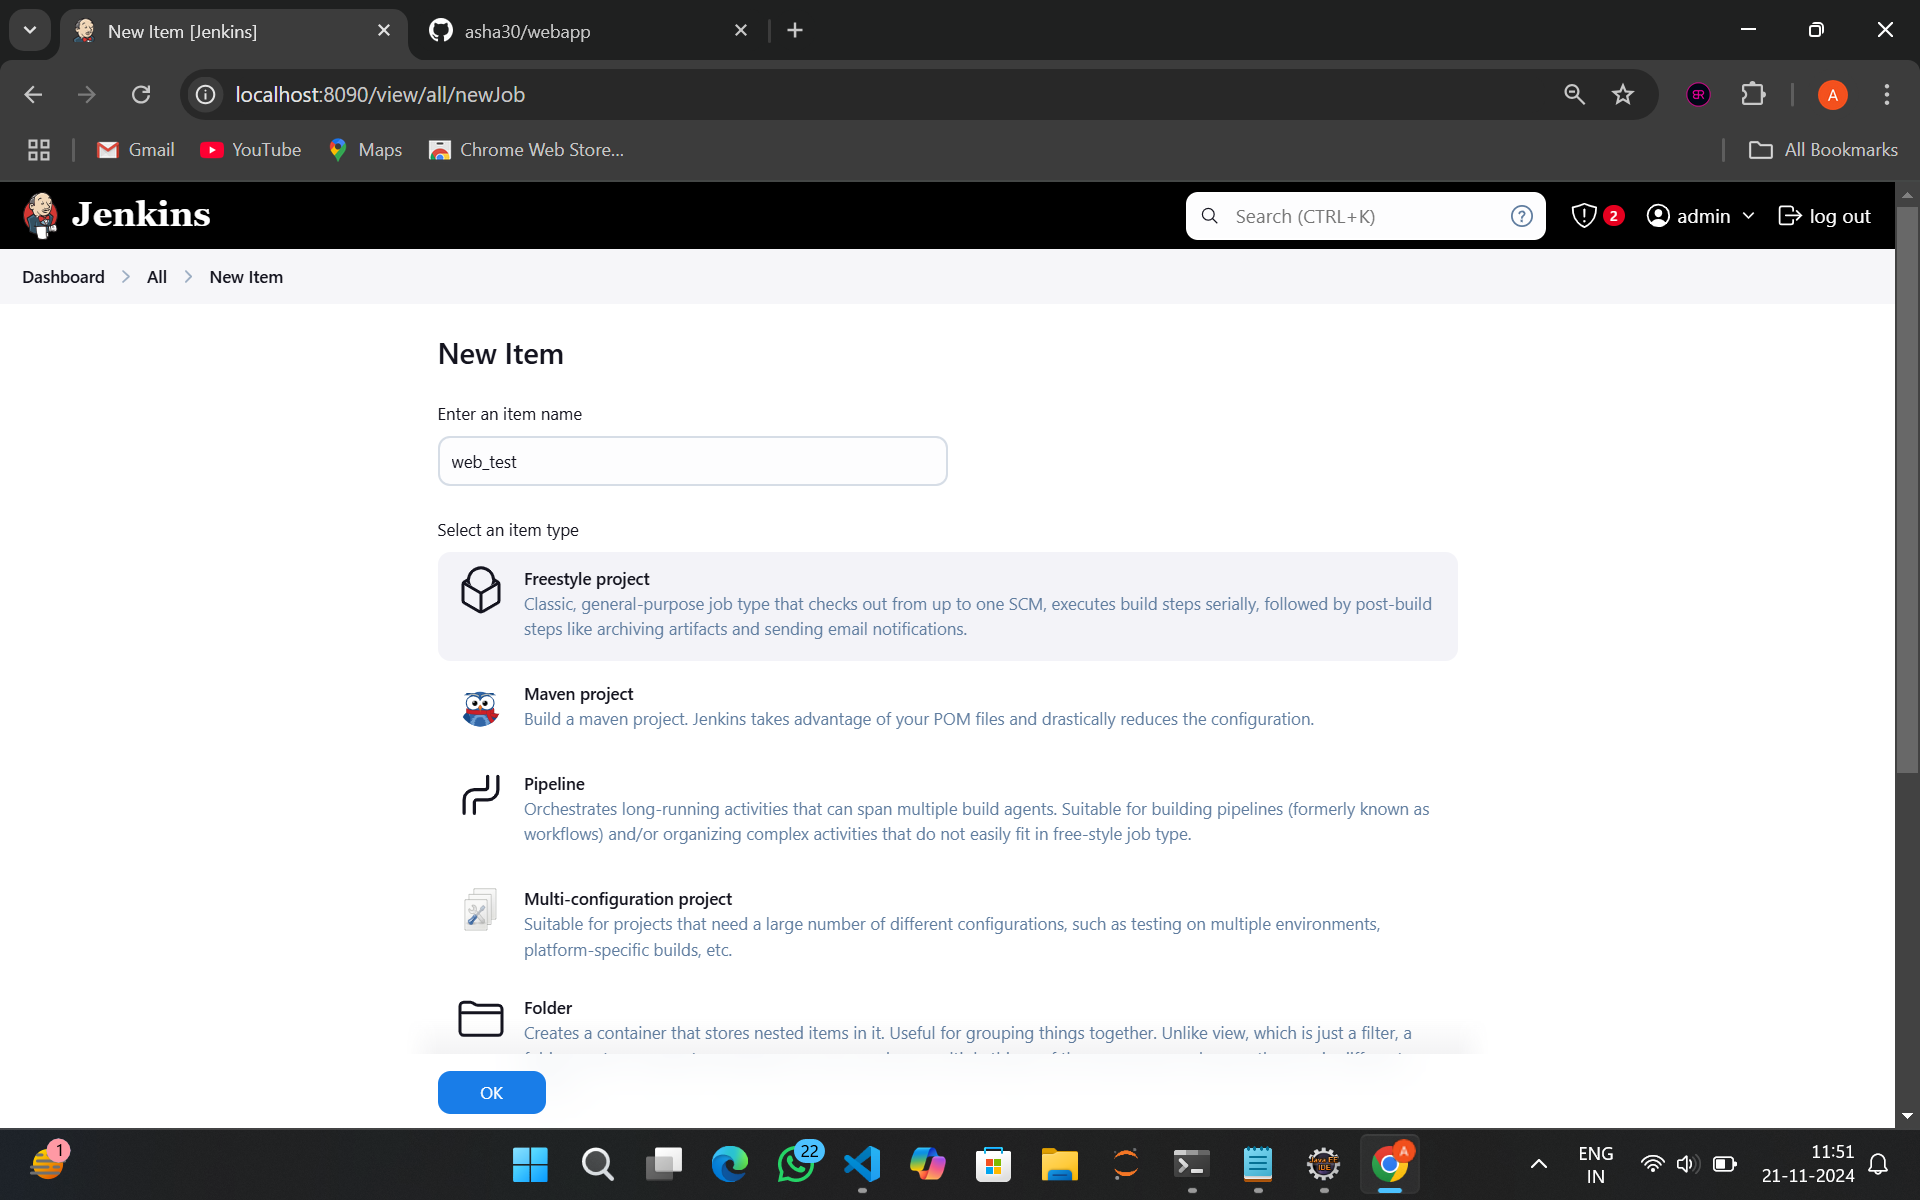 New Item [Jenkins]
asha30/webapp
localhost:8090/view/all/newJob
A
Gmail
YouTube
Maps
Chrome Web Store...
All Bookmarks
Jenkins
Search (CTRL+K)
?
2
admin
log out
Dashboard
All
New Item
New Item
Enter an item name
web_test
Select an item type
Freestyle project
Classic, general-purpose job type that checks out from up to one SCM, executes build steps serially, followed by post-build
steps like archiving artifacts and sending email notifications.
Maven project
Build a maven project. Jenkins takes advantage of your POM files and drastically reduces the configuration.
Pipeline
Orchestrates long-running activities that can span multiple build agents. Suitable for building pipelines (formerly known as
workflows) and/or organizing complex activities that do not easily fit in free-style job type.
Multi-configuration project
Suitable for projects that need a large number of different configurations, such as testing on multiple environments,
platform-specific builds, etc.
Folder
Creates a container that stores nested items in it. Useful for grouping things together. Unlike view, which is just a filter, a
OK
1
22
A
ENG
IN
11:51
21-11-2024